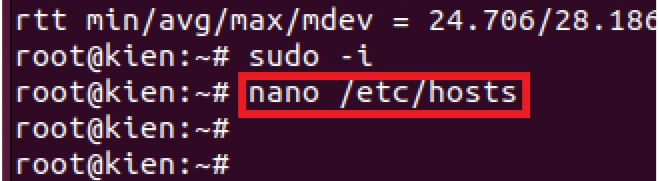 rtt min/avg/max/mdev = 24.706/28.186
root@kien:~# sudo -i
root@kien:~# nano /etc/hosts
root@kien:~#
root@kien:~#